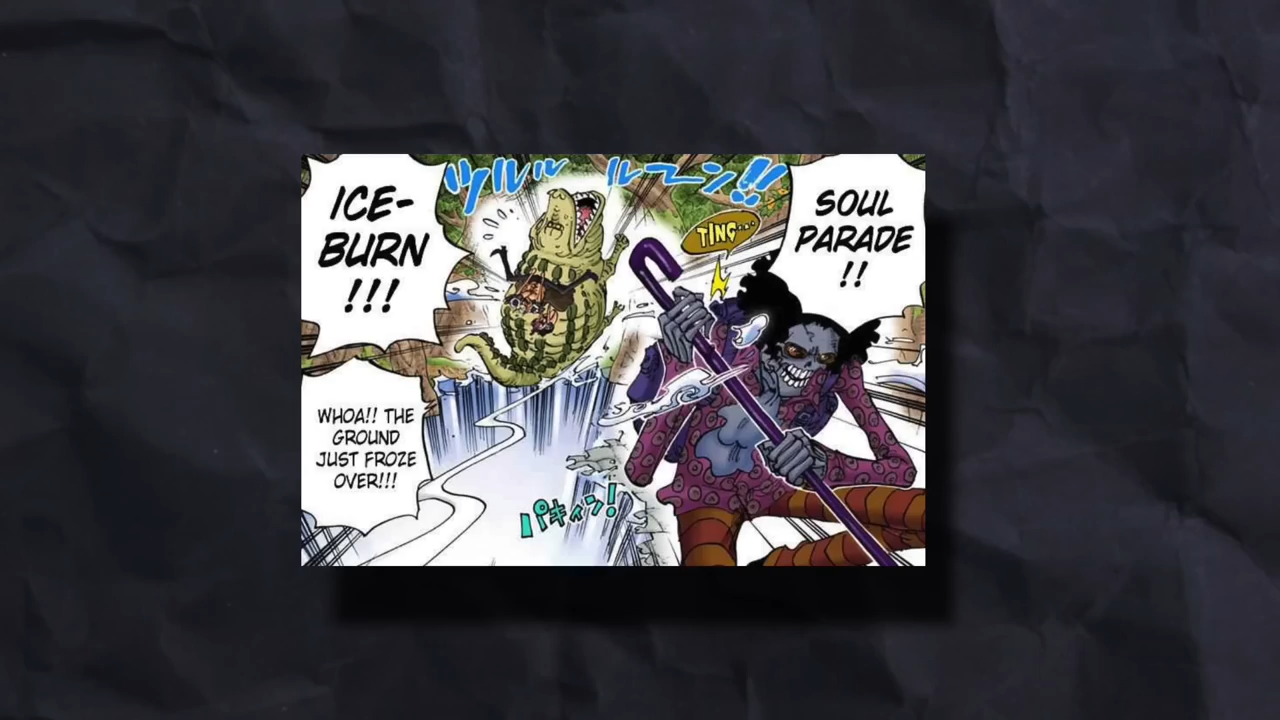 ICE-
BURN
!!!
ツルルル ルーン!!
TING...
SOUL
PARADE
!!
WHOA!! THE
GROUND
JUST FROZE
OVER!!!
パキィン!